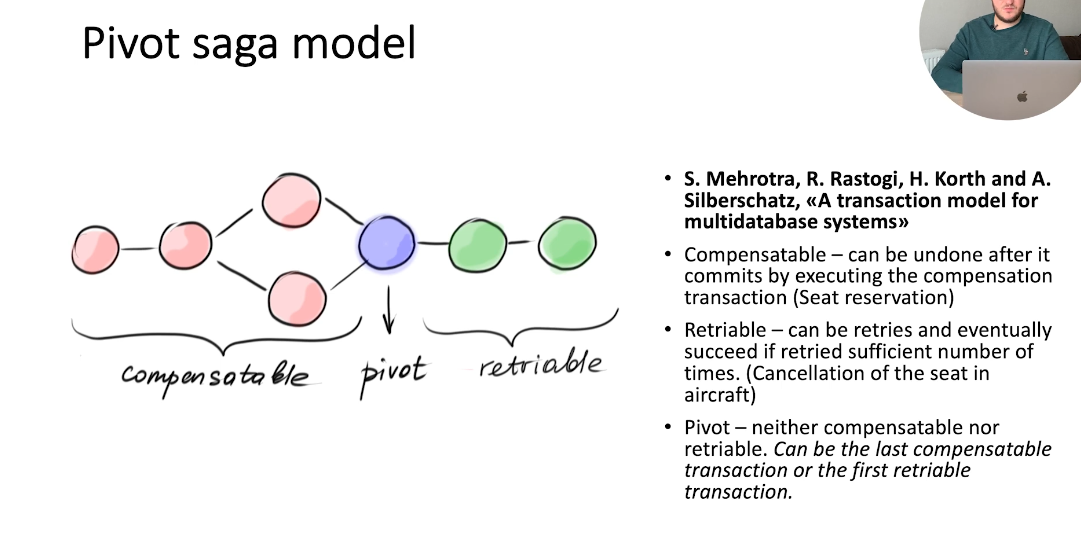 Pivot saga model
compensatable
pivot
retriable
• S. Mehrotra, R. Rastogi, H. Korth and A.
Silberschatz, «A transaction model for
multidatabase systems»
• Compensatable – can be undone after it
commits by executing the compensation
transaction (Seat reservation)
• Retriable – can be retries and eventually
succeed if retried sufficient number of
times. (Cancellation of the seat in
aircraft)
• Pivot – neither compensatable nor
retriable. Can be the last compensatable
transaction or the first retriable
transaction.